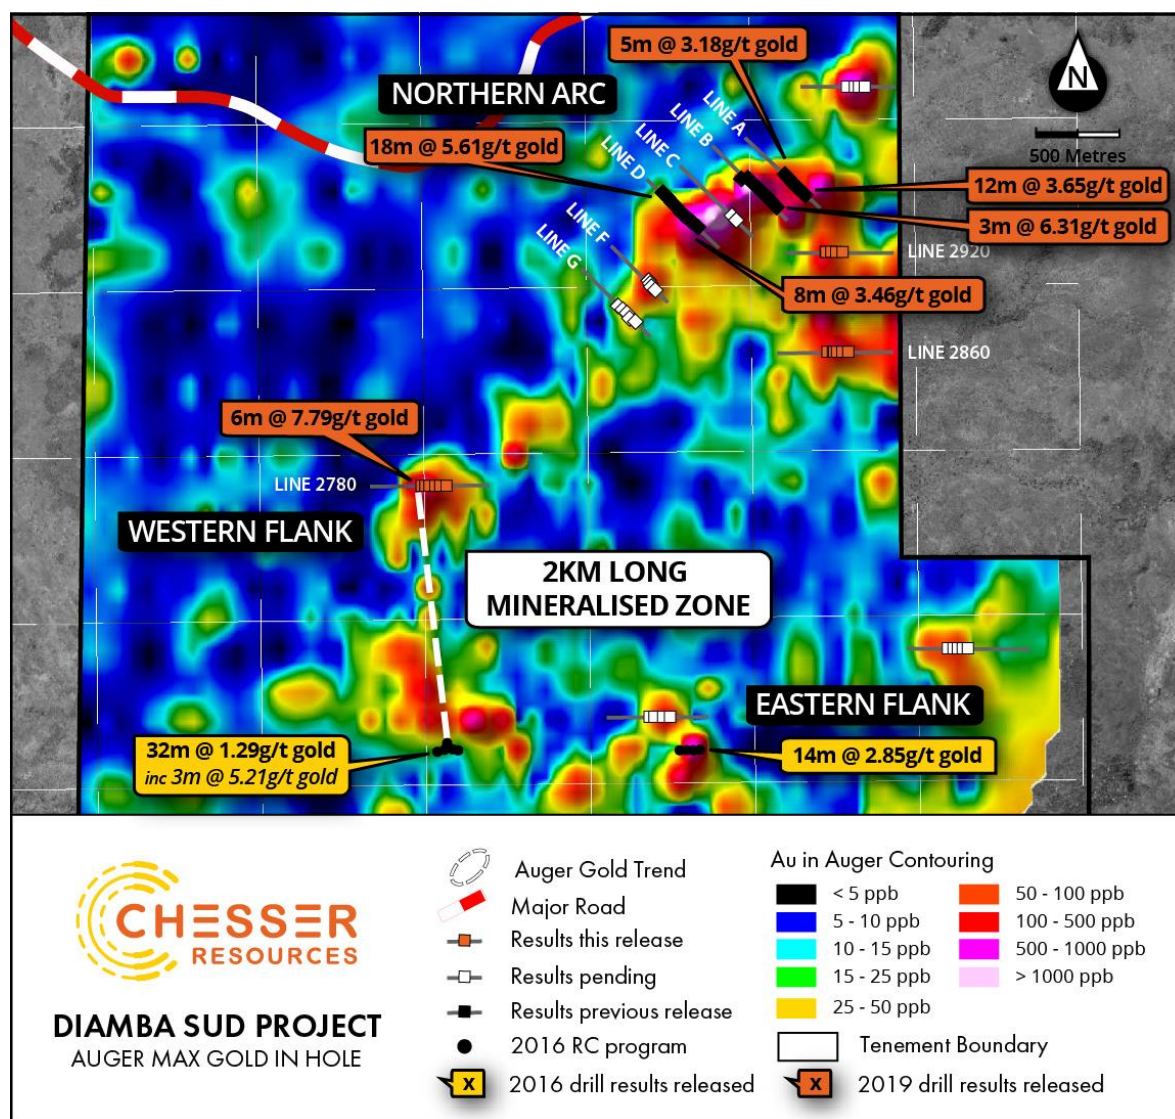 5m @ 3.18g/t gold
N
NORTHERN ARC
500 Metres
18m @ 5.61g/t gold
LINE A
LINE B
LINE C
LINE D
LINE F
LINE G
12m @ 3.65g/t gold
3m @ 6.31g/t gold
LINE 2920
8m @ 3.46g/t gold
LINE 2860
6m @ 7.79g/t gold
LINE 2780
WESTERN FLANK
2KM LONG
MINERALISED ZONE
EASTERN FLANK
32m @ 1.29g/t gold
inc 3m @ 5.21g/t gold
14m @ 2.85g/t gold
CHESSER
RESOURCES
DIAMBA SUD PROJECT
AUGER MAX GOLD IN HOLE
Auger Gold Trend
Major Road
Results this release
Results pending
Results previous release
2016 RC program
X 2016 drill results released
Au in Auger Contouring
< 5 ppb
5 - 10 ppb
10 - 15 ppb
15 - 25 ppb
25 - 50 ppb
50 - 100 ppb
100 - 500 ppb
500 - 1000 ppb
> 1000 ppb
Tenement Boundary
X 2019 drill results released